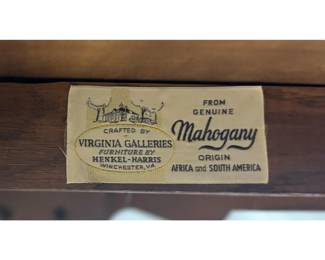 CRAFTED BY
VIRGINIA GALLERIES
FURNITURE BY
HENKEL-HARRIS
WINCHESTER, VA.
FROM
GENUINE
Mahogany
ORIGIN
AFRICA and SOUTH AMERICA